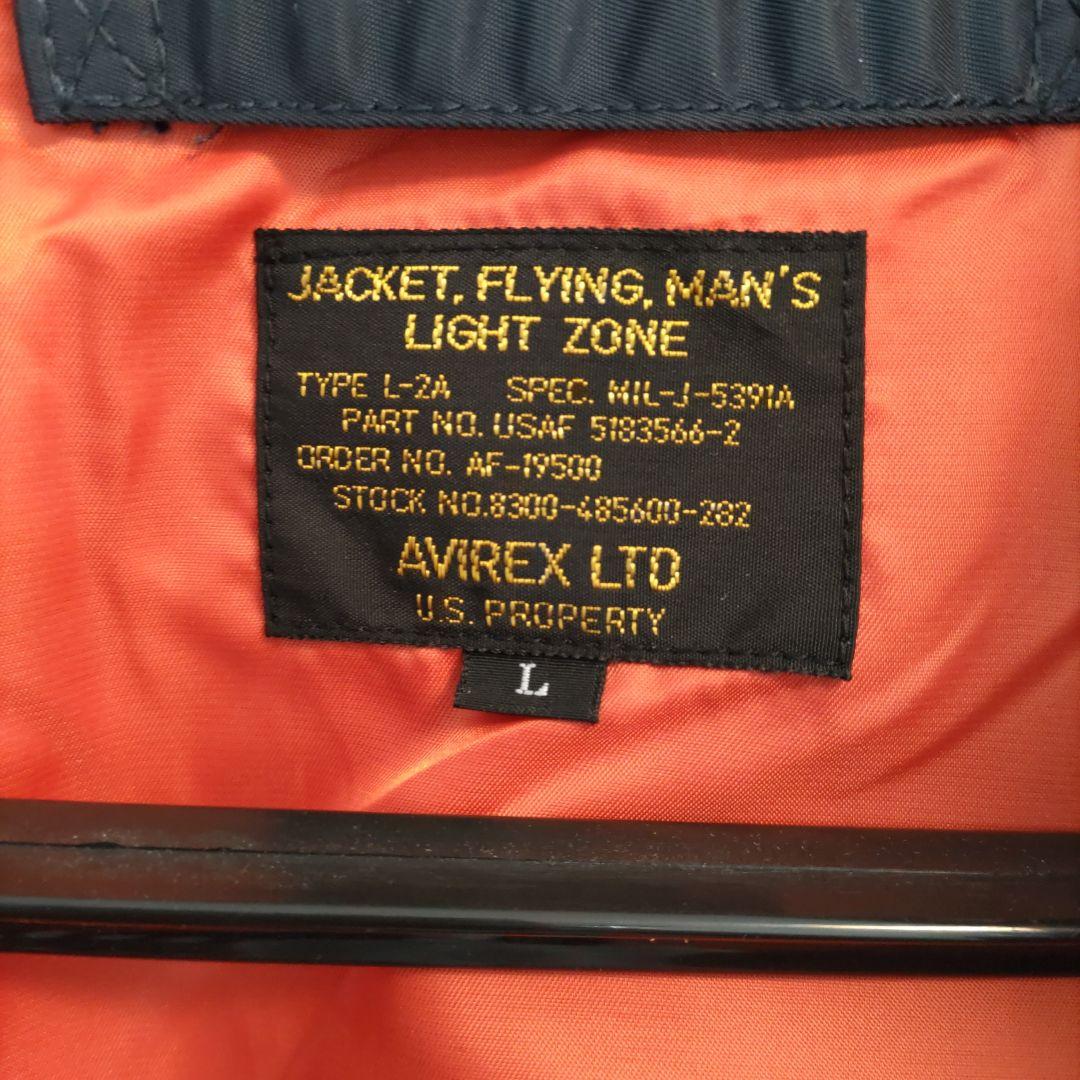 JACKET, FLYING, MAN'S
LIGHT ZONE
TYPE L-2A SPEC. MIL-J-5391A
PART NO. USAF 5183566-2
ORDER NO. AF-19500
STOCK NO.8300-485600-282
AVIREX LTD
U.S. PROPERTY
L